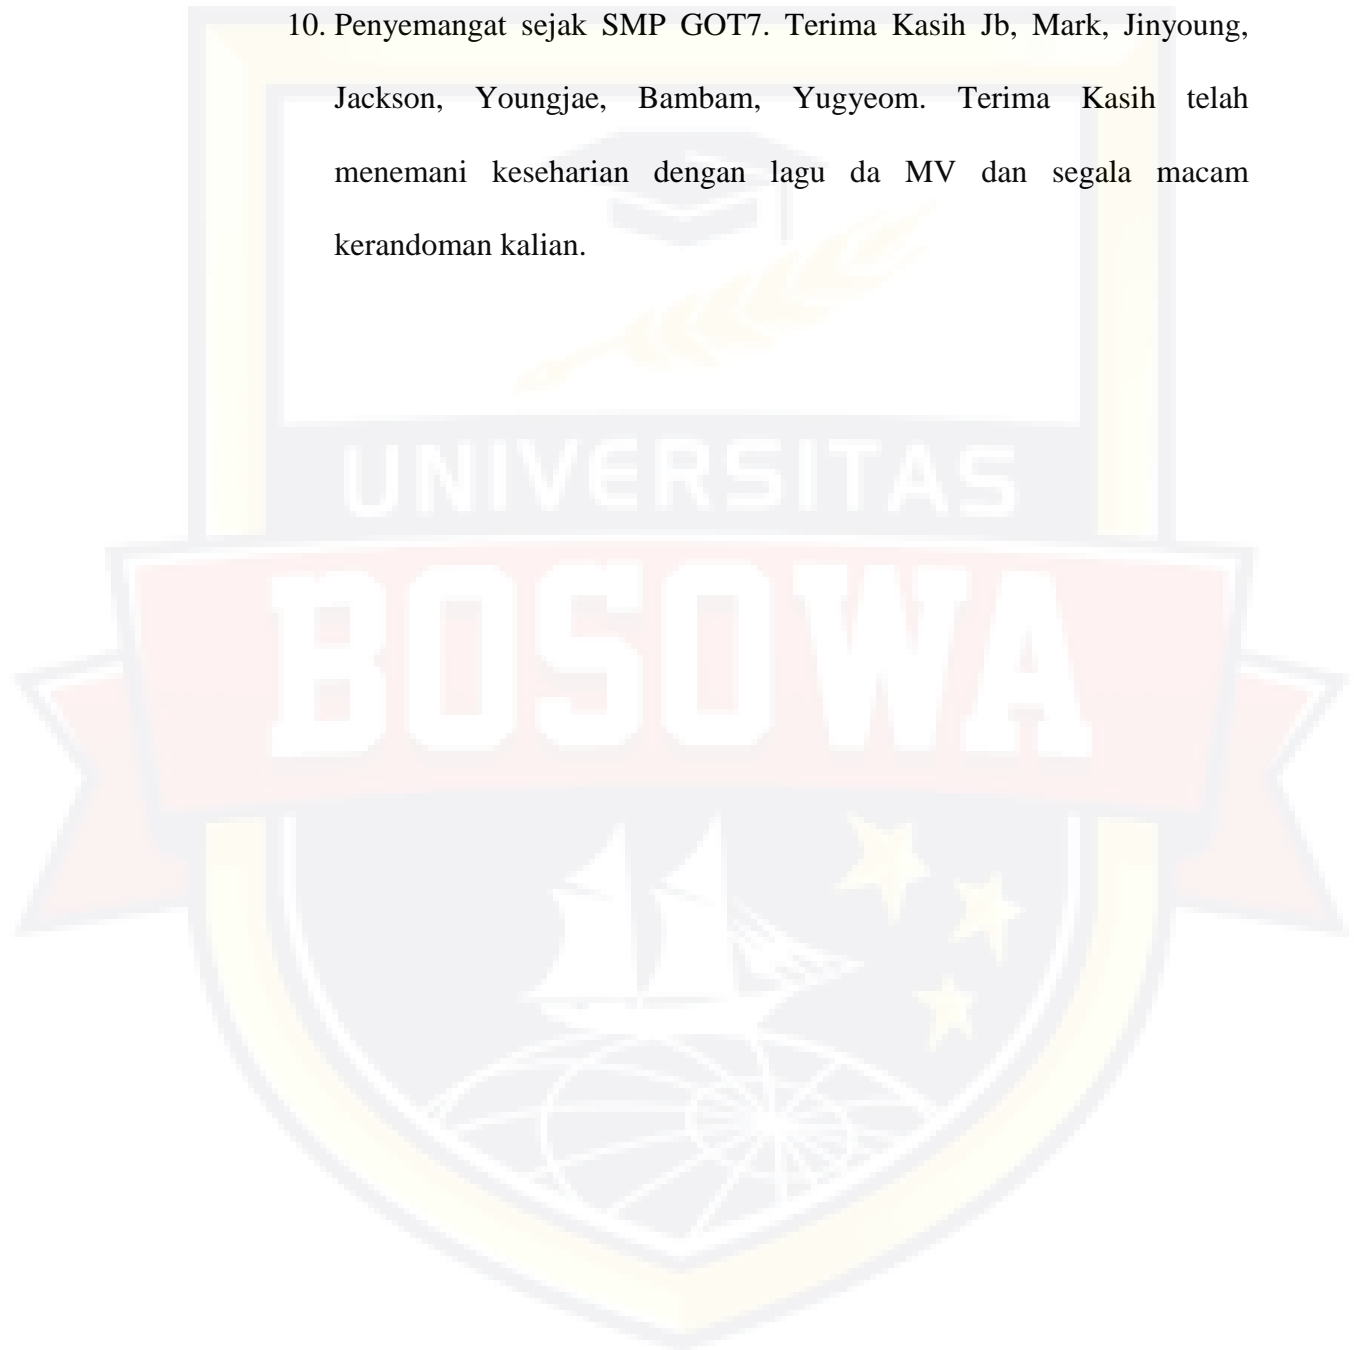 10. Penyemangat sejak SMP GOT7. Terima Kasih Jb, Mark, Jinyoung,
Jackson, Youngjae, Bambam, Yugyeom. Terima Kasih telah
menemani keseharian dengan lagu da MV dan segala macam
kerandoman kalian.
UNIVERSITAS
BOSOWA